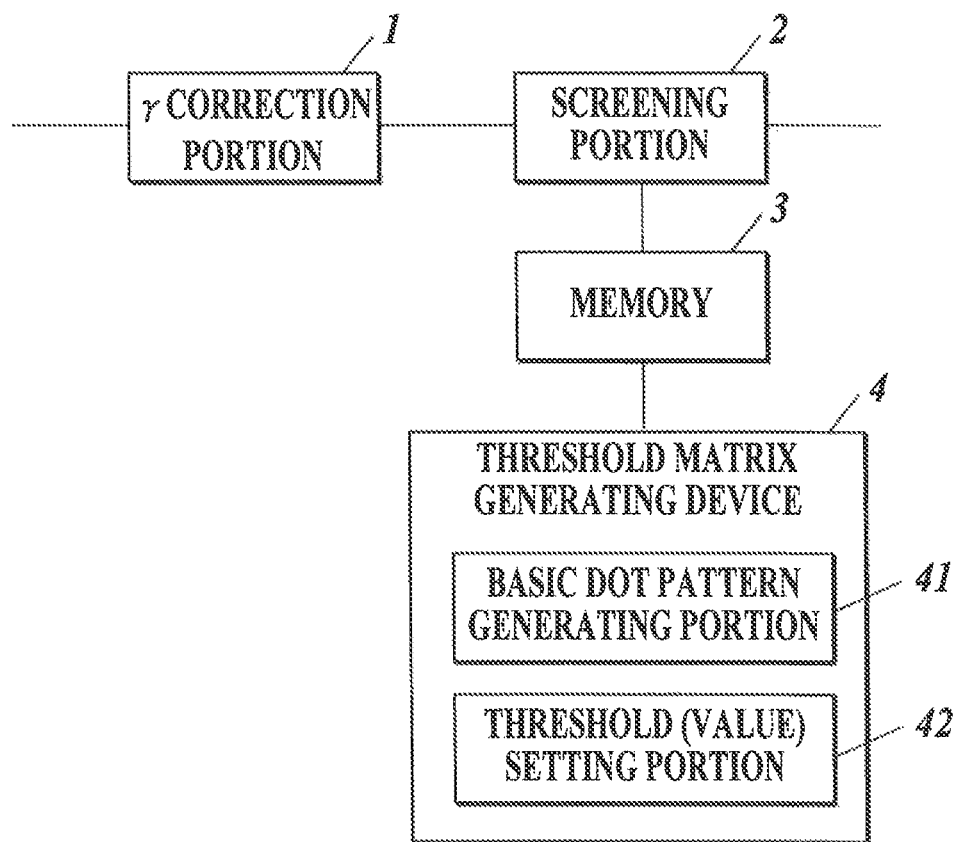 1
2
γ CORRECTION
PORTION
SCREENING
PORTION
3
MEMORY
4
THRESHOLD MATRIX
GENERATING DEVICE
BASIC DOT PATTERN
GENERATING PORTION
41
THRESHOLD (VALUE)
SETTING PORTION
42